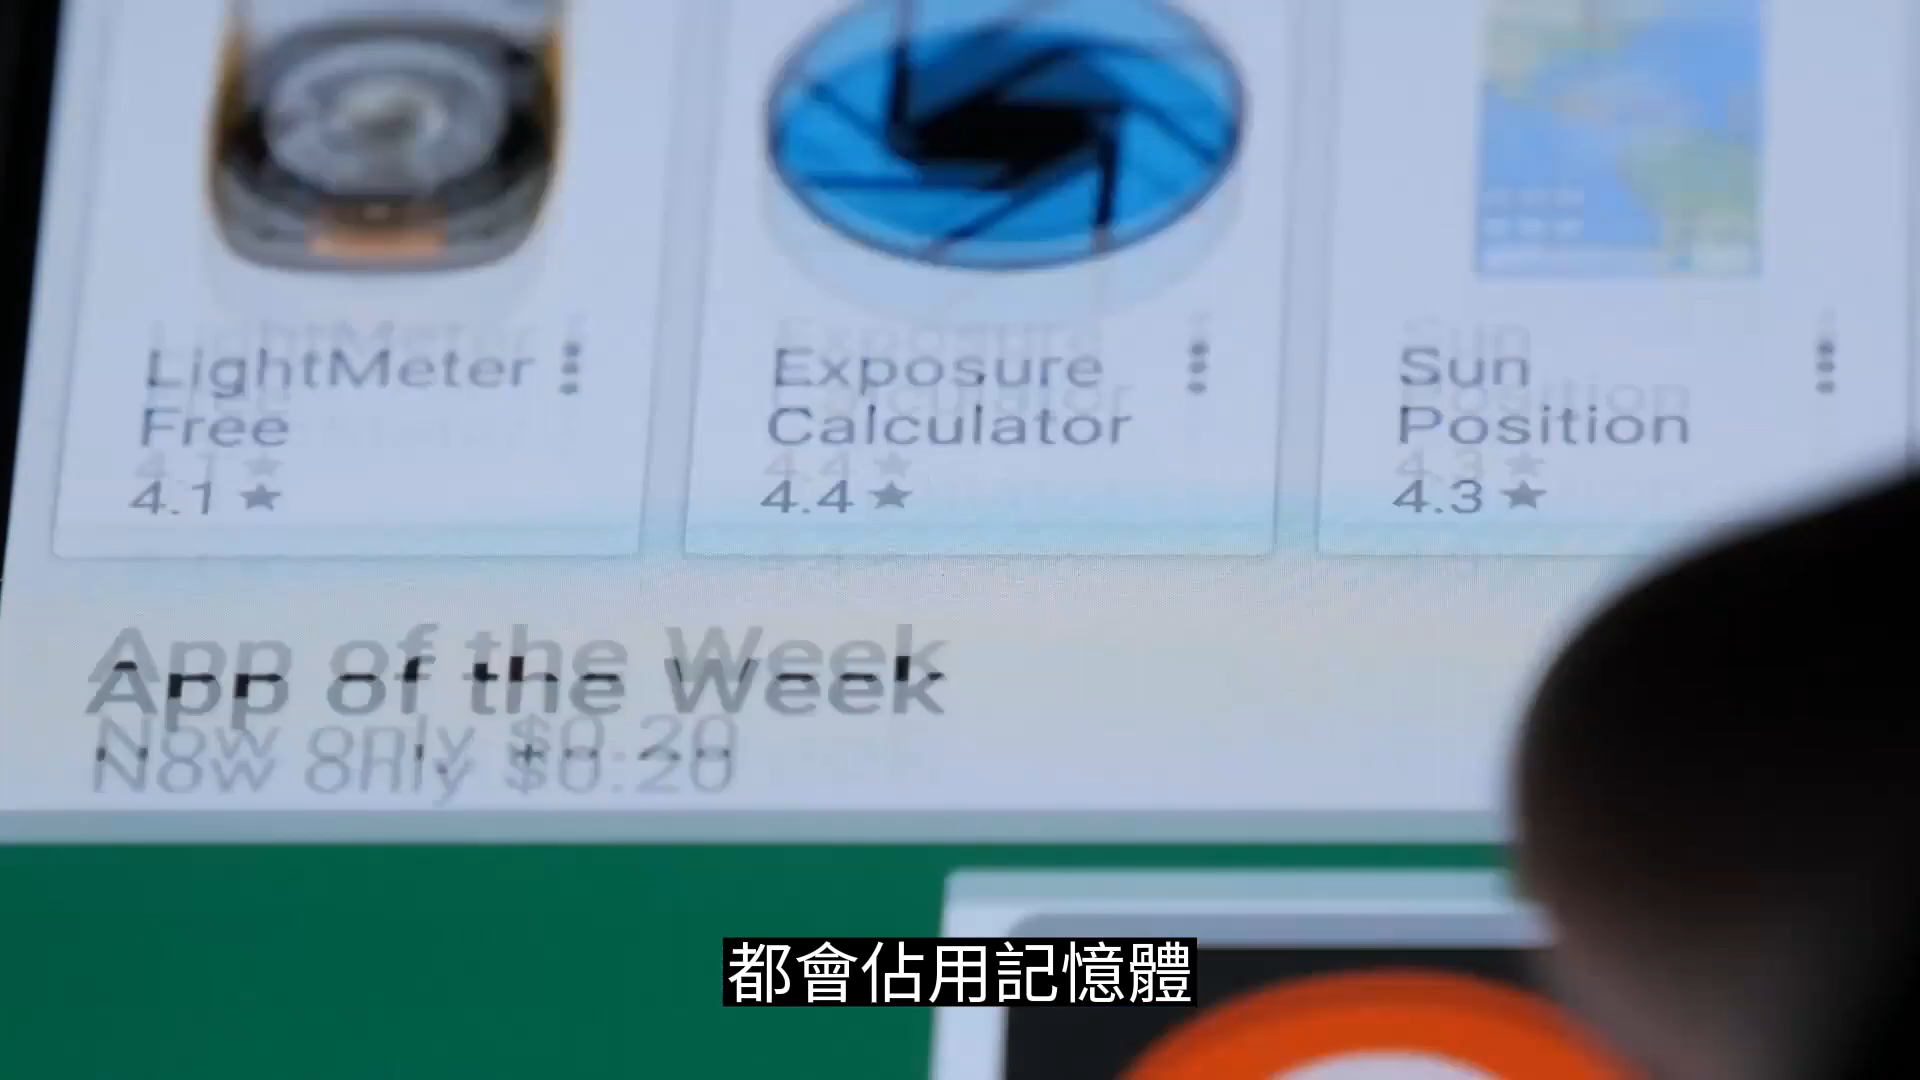 LightMeter
Free
4.1 ★
Exposure
Calculator
4.4 ★
Sun
Position
4.3 ★
App of the Week
Now only $0.20
都會佔用記憶體